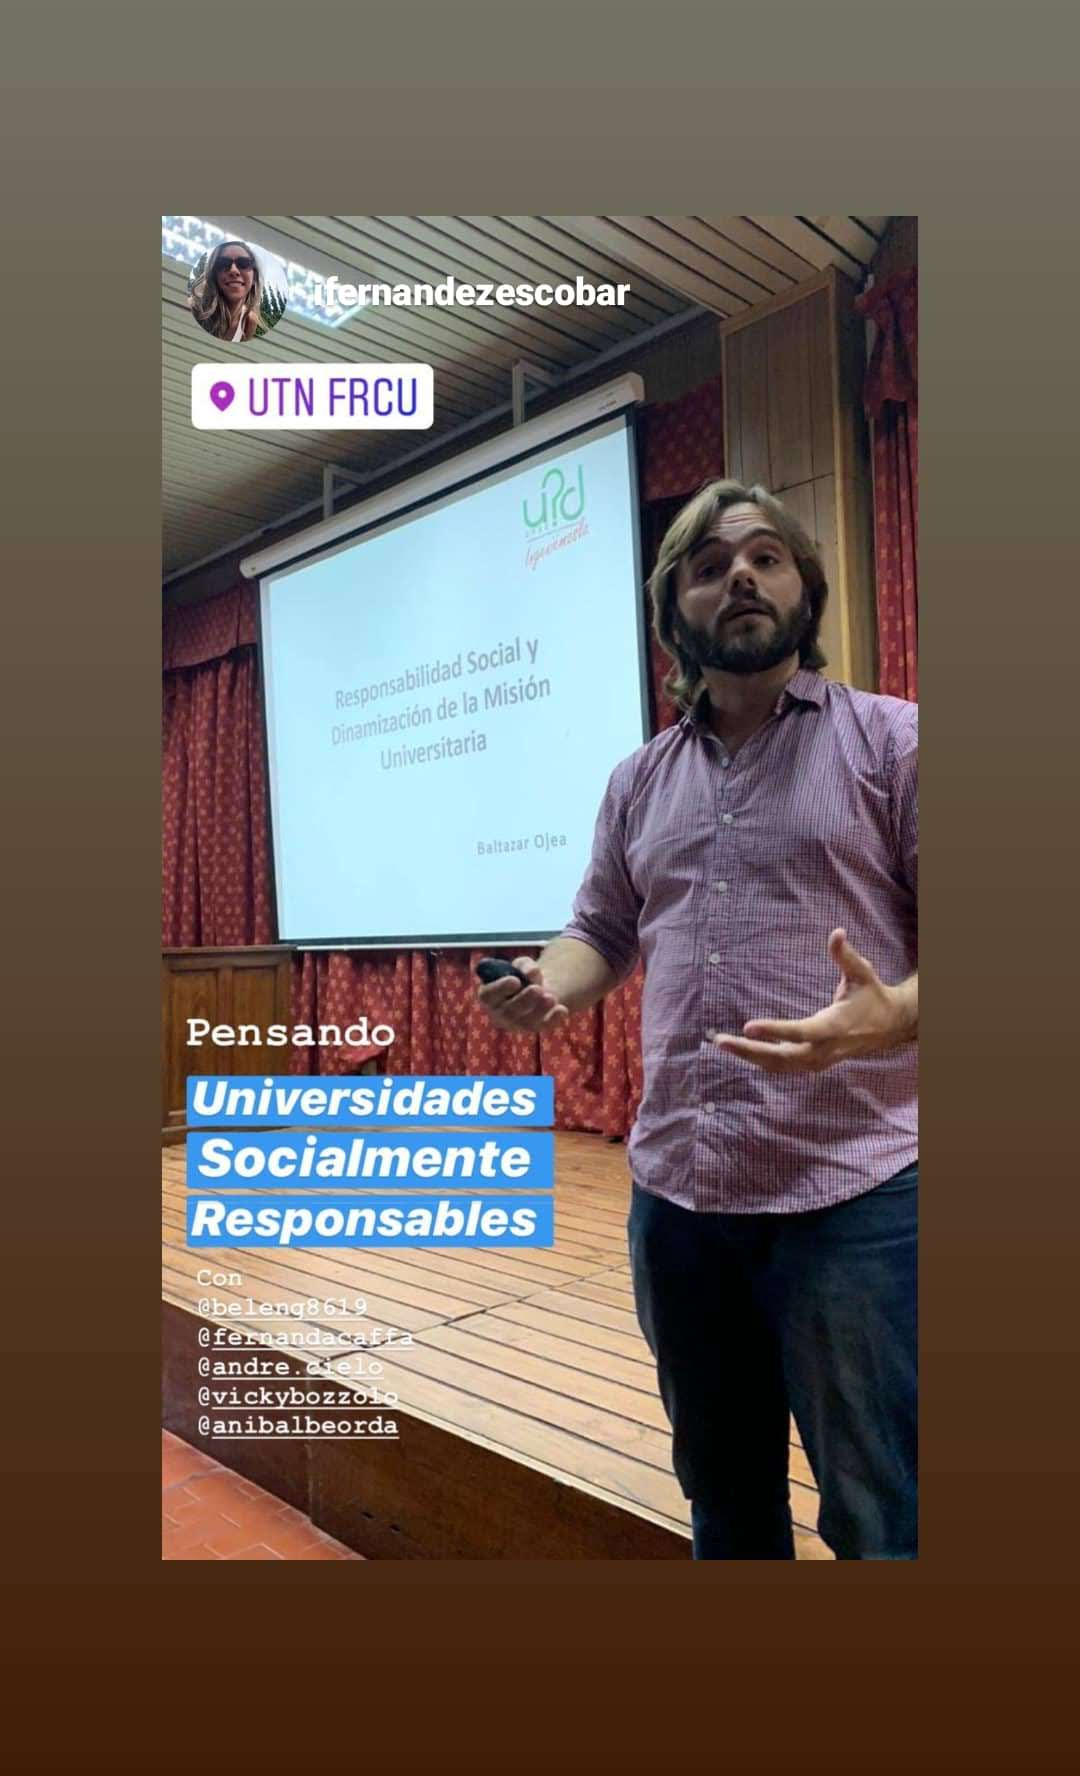 ifernandezescobar
UTN FRCU
Responsabilidad Social y
Dinamización de la Misión
Universitaria
Baltazar Ojea
Pensando
Universidades
Socialmente
Responsables
Con
@beleng8619
@fernandacaffa
@andre.cielo
@vickybozzolo
@anibalbeorda